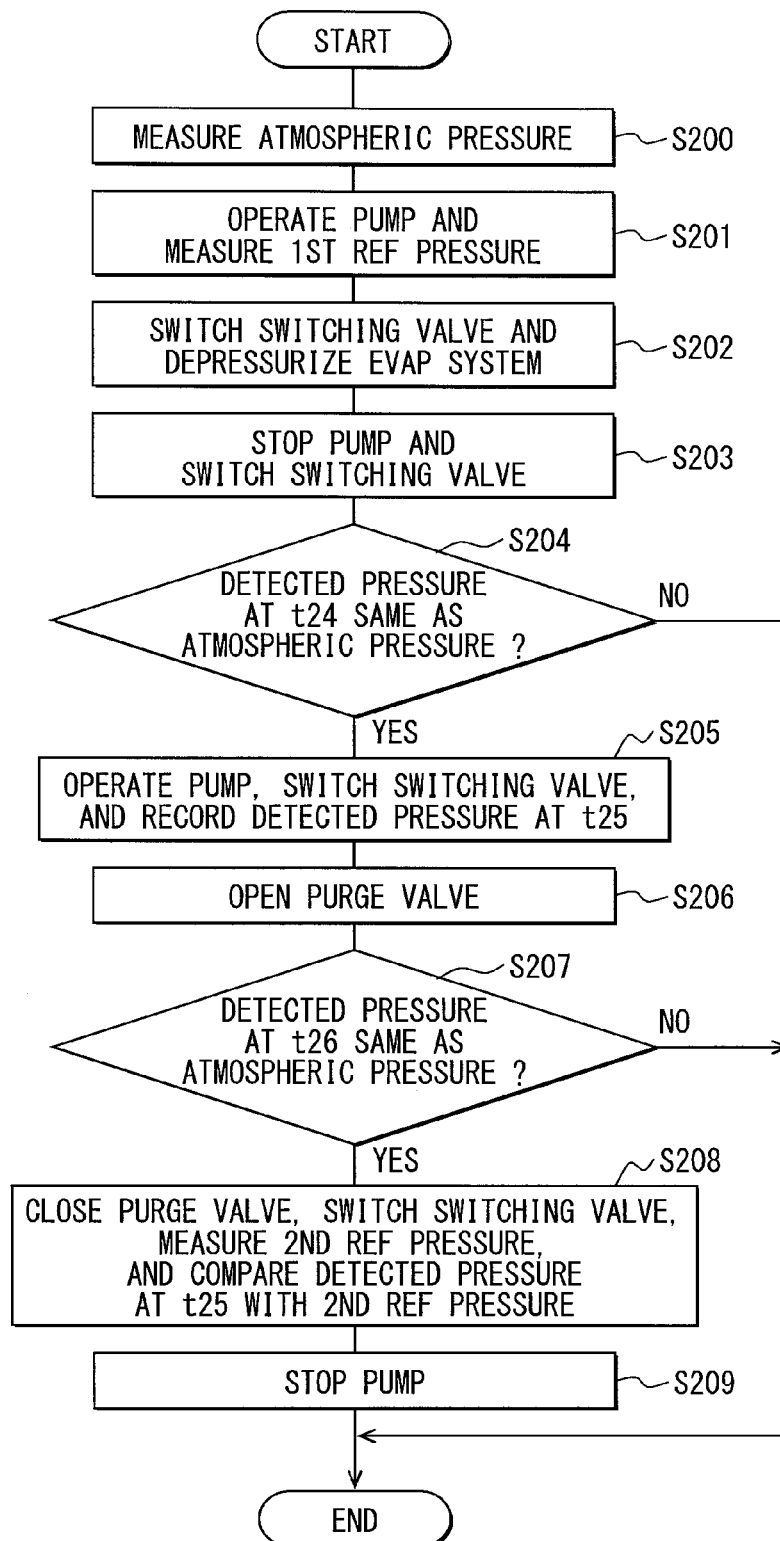 START
MEASURE ATMOSPHERIC PRESSURE
S200
OPERATE PUMP AND
MEASURE 1ST REF PRESSURE
S201
SWITCH SWITCHING VALVE AND
DEPRESSURIZE EVAP SYSTEM
S202
STOP PUMP AND
SWITCH SWITCHING VALVE
S203
S204
DETECTED PRESSURE
AT t24 SAME AS
ATMOSPHERIC PRESSURE ?
NO
YES
S205
OPERATE PUMP, SWITCH SWITCHING VALVE,
AND RECORD DETECTED PRESSURE AT t25
OPEN PURGE VALVE
S206
S207
DETECTED PRESSURE
AT t26 SAME AS
ATMOSPHERIC PRESSURE ?
NO
YES
S208
CLOSE PURGE VALVE, SWITCH SWITCHING VALVE,
MEASURE 2ND REF PRESSURE,
AND COMPARE DETECTED PRESSURE
AT t25 WITH 2ND REF PRESSURE
STOP PUMP
S209
END